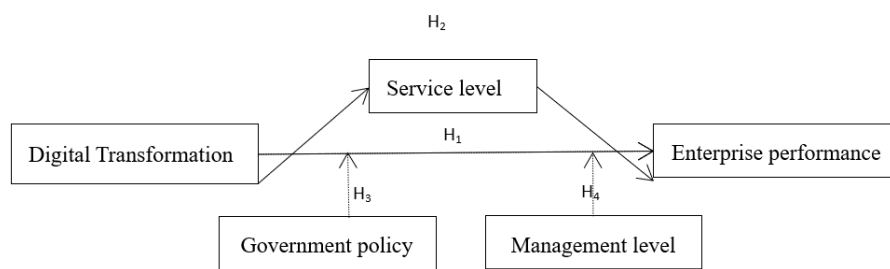 H₂
Service level
H₁
Digital Transformation
Enterprise performance
H₃
H₄
Government policy
Management level